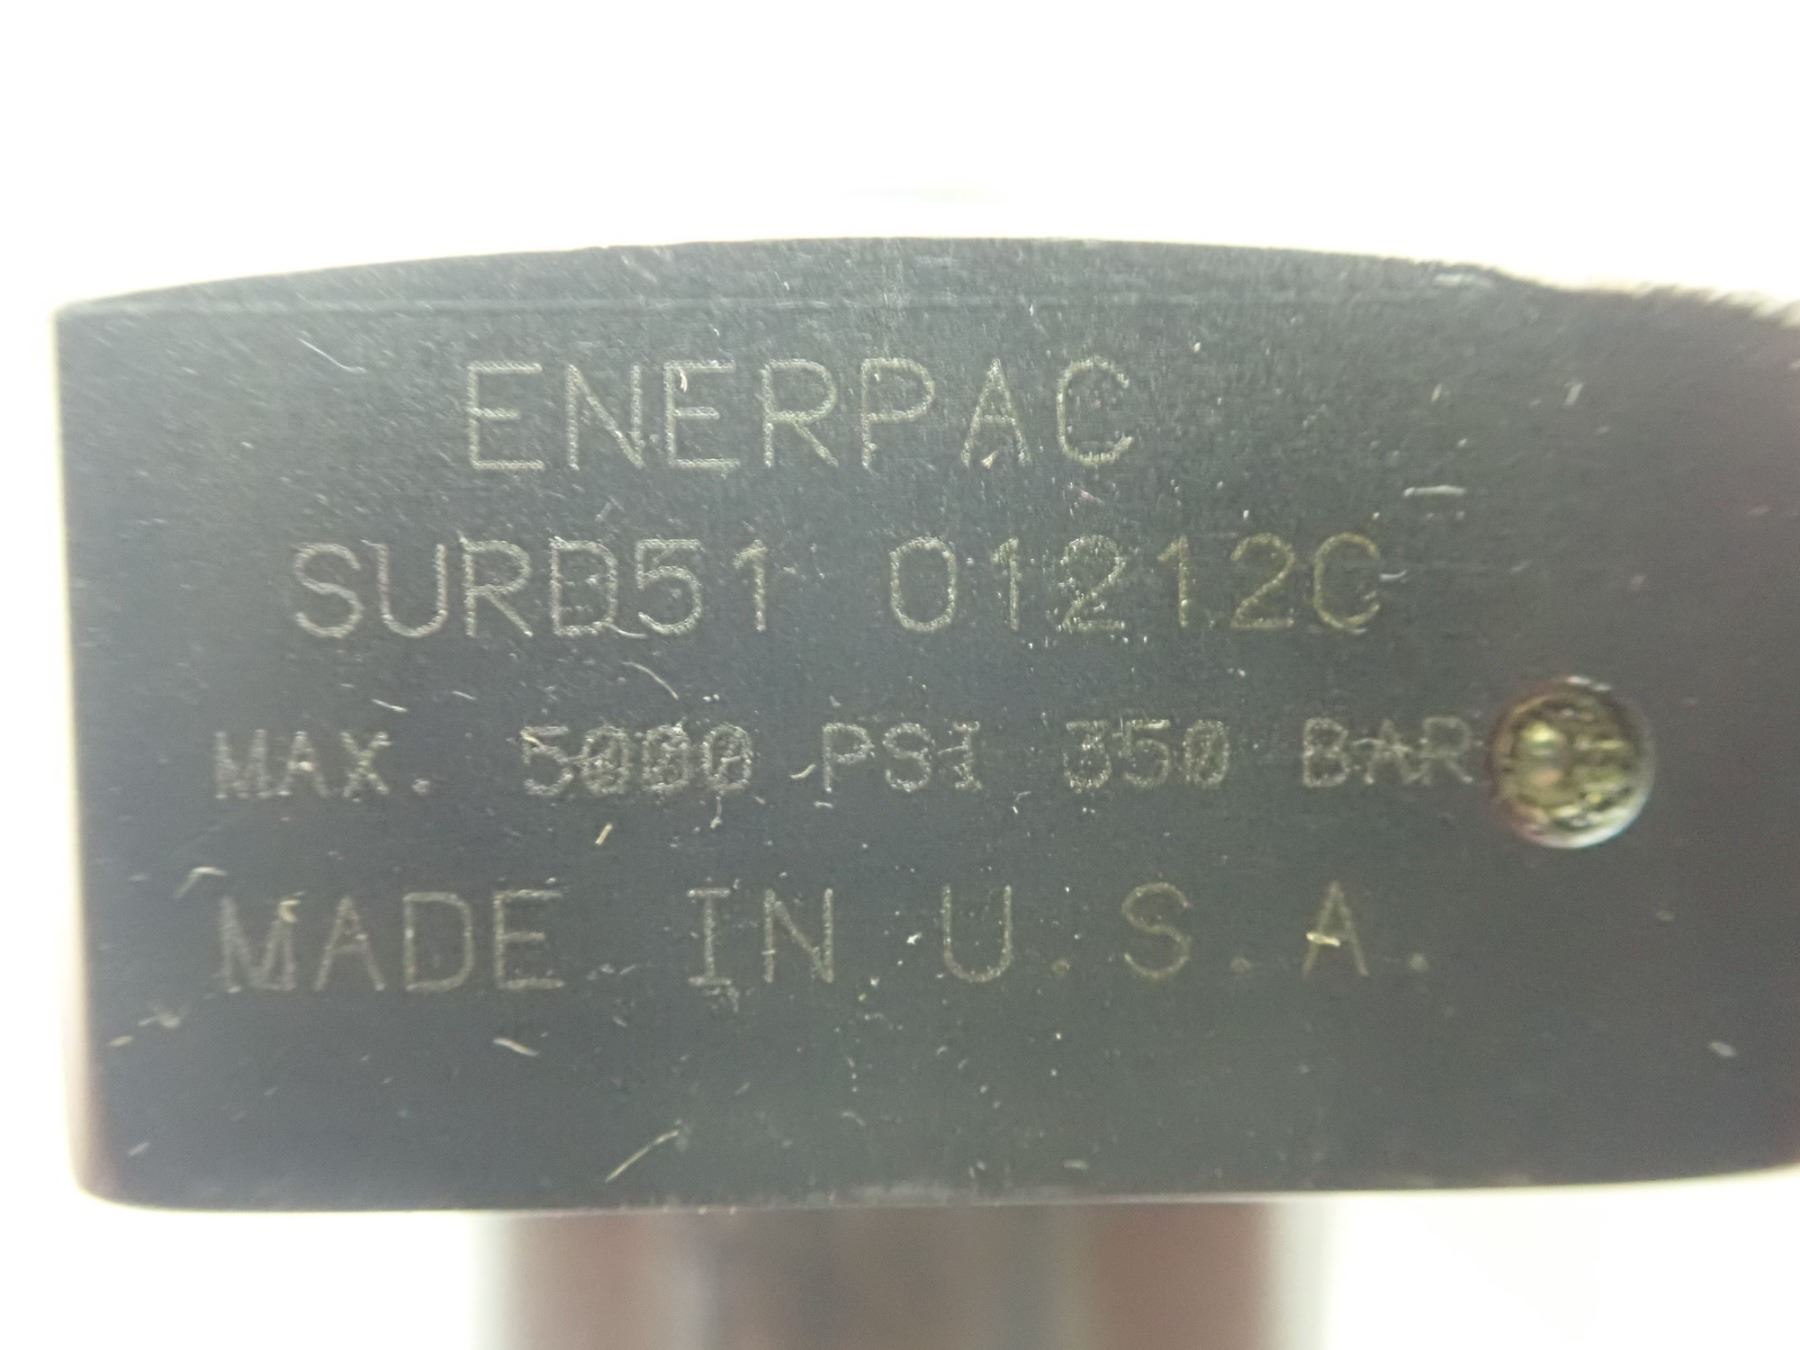 ENERPAC
SURD51 01212C
MAX. 5000 PSI 350 BAR
MADE IN U.S.A.